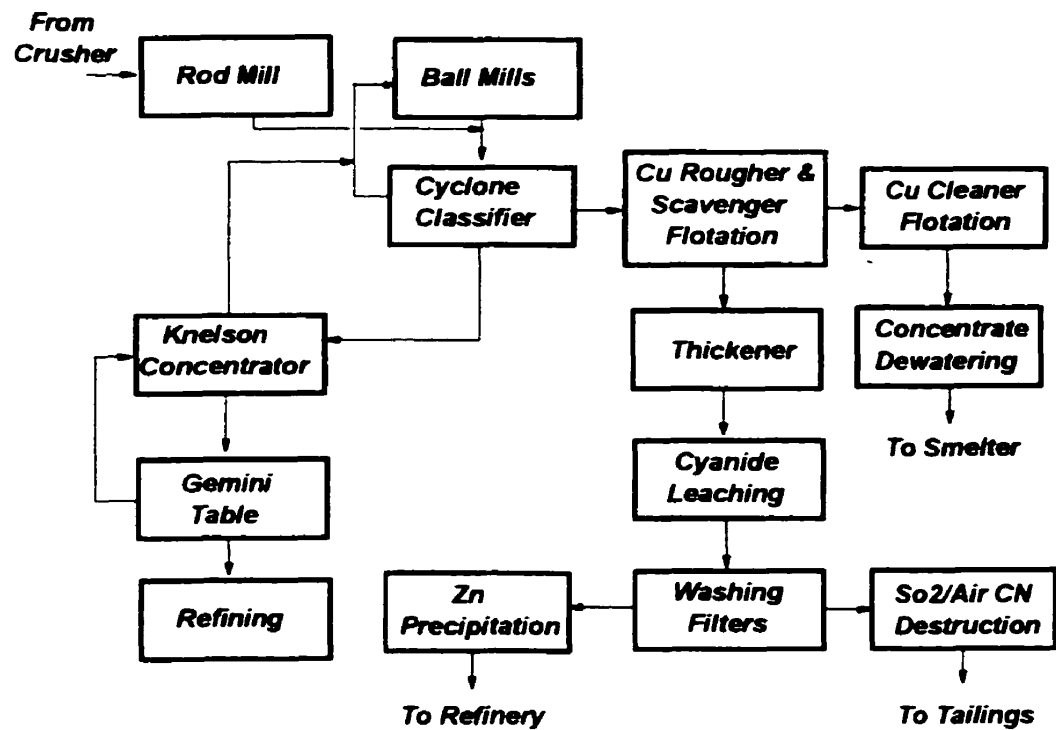 From
Crusher
Rod Mill
Ball Mills
Cyclone
Classifier
Cu Rougher &
Scavenger
Flotation
Cu Cleaner
Flotation
Knelson
Concentrator
Thickener
Concentrate
Dewatering
To Smelter
Gemini
Table
Cyanide
Leaching
Refining
Zn
Precipitation
Washing
Filters
So2/Air CN
Destruction
To Refinery
To Tailings